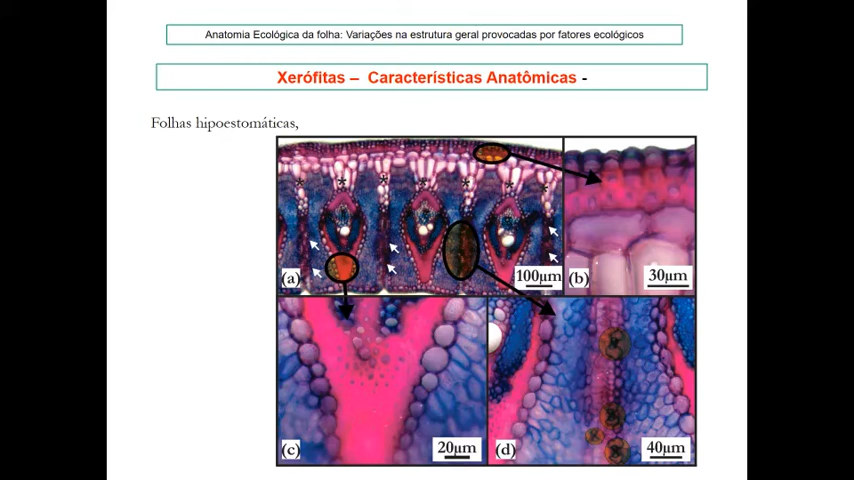 Anatomia Ecológica da folha: Variações na estrutura geral provocadas por fatores ecológicos
Xerófitas – Características Anatômicas -
Folhas hipoestomáticas,
(a)
100µm
(b)
30µm
(c)
20µm
(d)
40µm